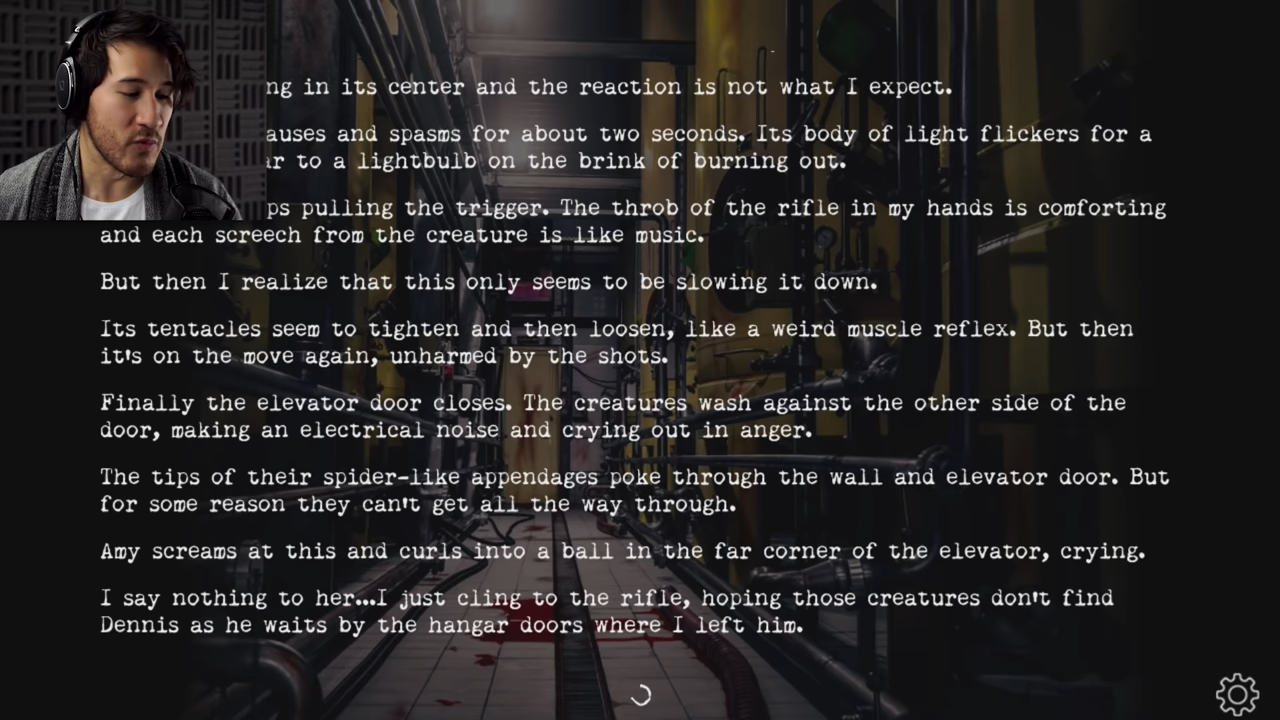 in its center and the reaction is not what I expect.
and spasms for about two seconds. Its body of light flickers for a
to a lightbulb on the brink of burning out.
pulling the trigger. The throb of the rifle in my hands is comforting
and each screech from the creature is like music.
But then I realize that this only seems to be slowing it down.
Its tentacles seem to tighten and then loosen, like a weird muscle reflex. But then
it's on the move again, unharmed by the shots.
Finally the elevator door closes. The creatures wash against the other side of the
door, making an electrical noise and crying out in anger.
The tips of their spider-like appendages poke through the wall and elevator door. But
for some reason they can't get all the way through.
Amy screams at this and curls into a ball in the far corner of the elevator, crying.
I say nothing to her...I just cling to the rifle, hoping those creatures don't find
Dennis as he waits by the hangar doors where I left him.